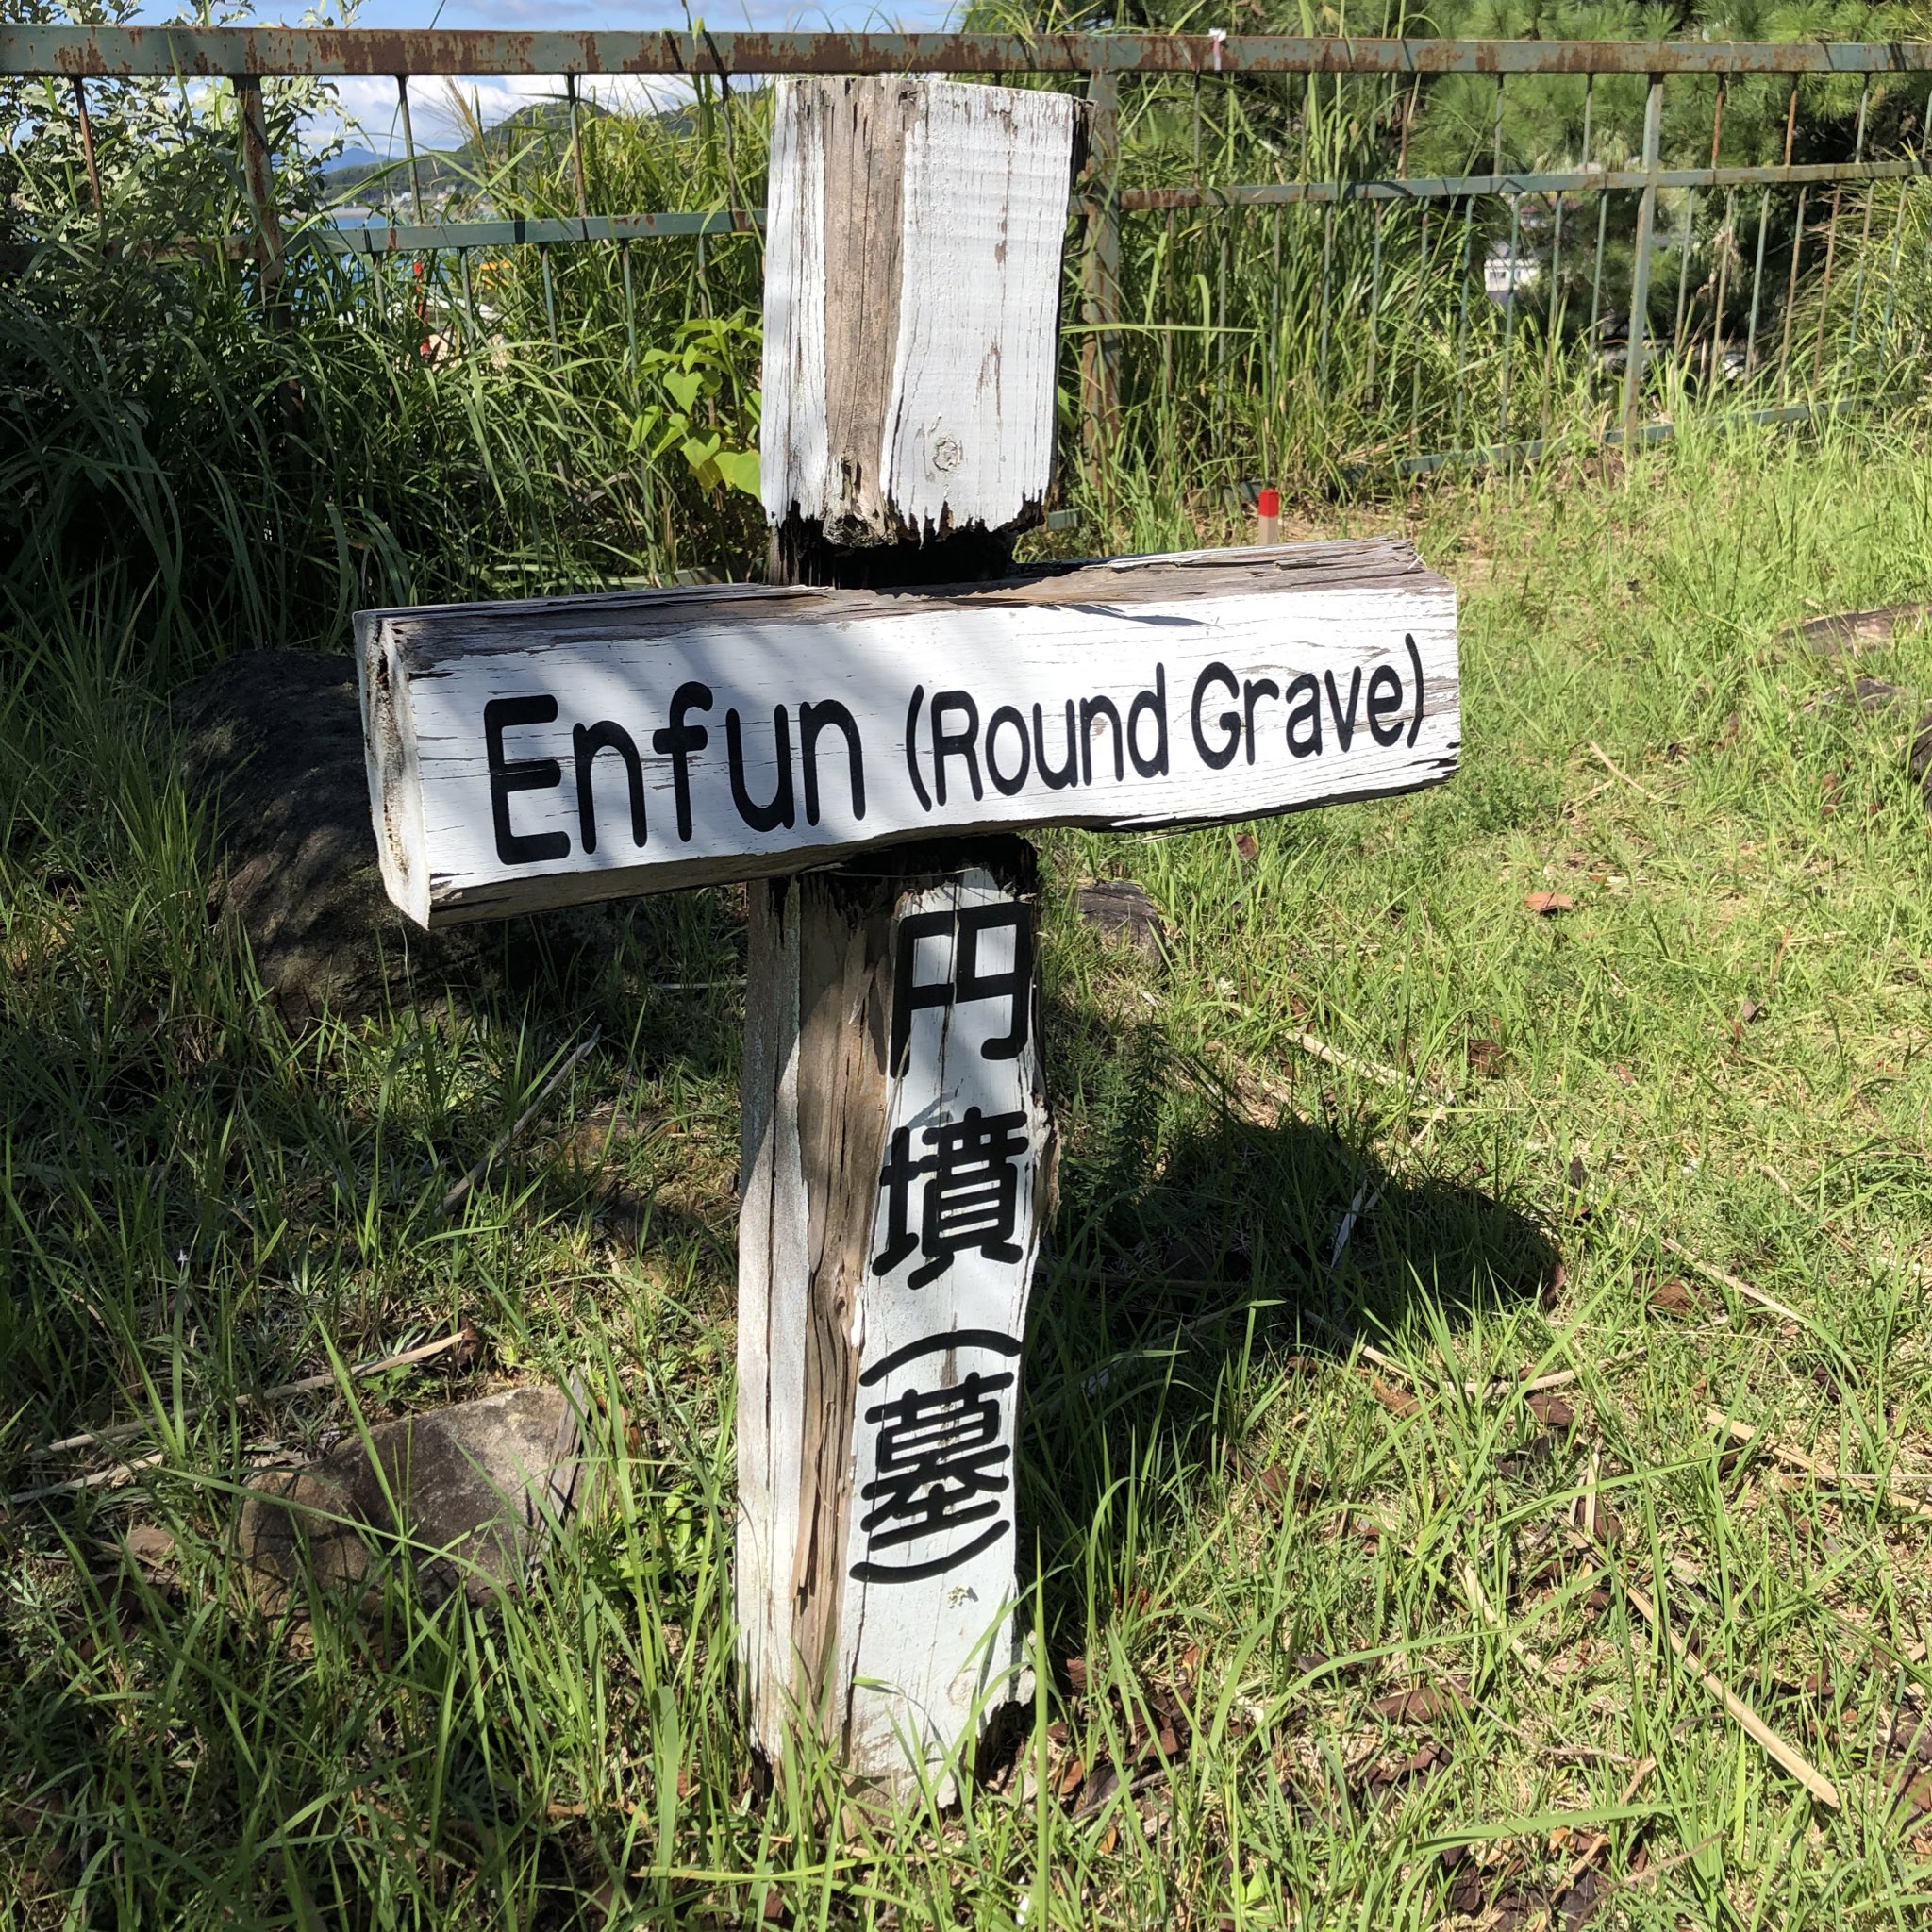 Enfun (Round Grave)
円墳(墓)